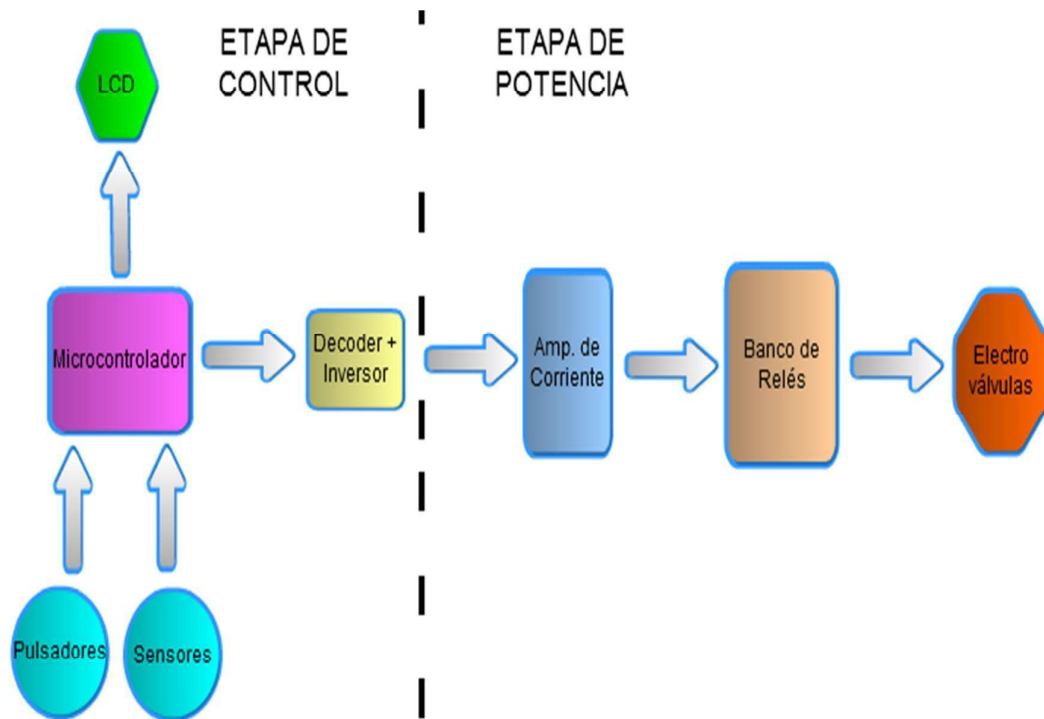 ETAPA DE
CONTROL
ETAPA DE
POTENCIA
LCD
Microcontrolador
Decoder +
Inversor
Amp. de
Corriente
Banco de
Relés
Electro
válvulas
Pulsadores
Sensores